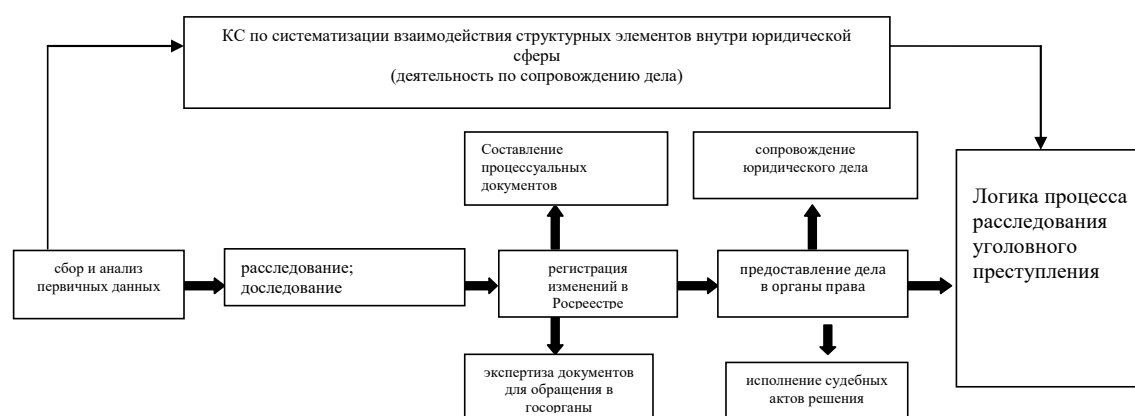 КС по систематизации взаимодействия структурных элементов внутри юридической
сферы
(деятельность по сопровождению дела)
Составление
процессуальных
документов
сопровождение
юридического дела
Логика процесса
расследования
уголовного
преступления
сбор и анализ
первичных данных
расследование;
доследование
регистрация
изменений в
Росреестре
предоставление дела
в органы права
экспертиза документов
для обращения в
госорганы
исполнение судебных
актов решения